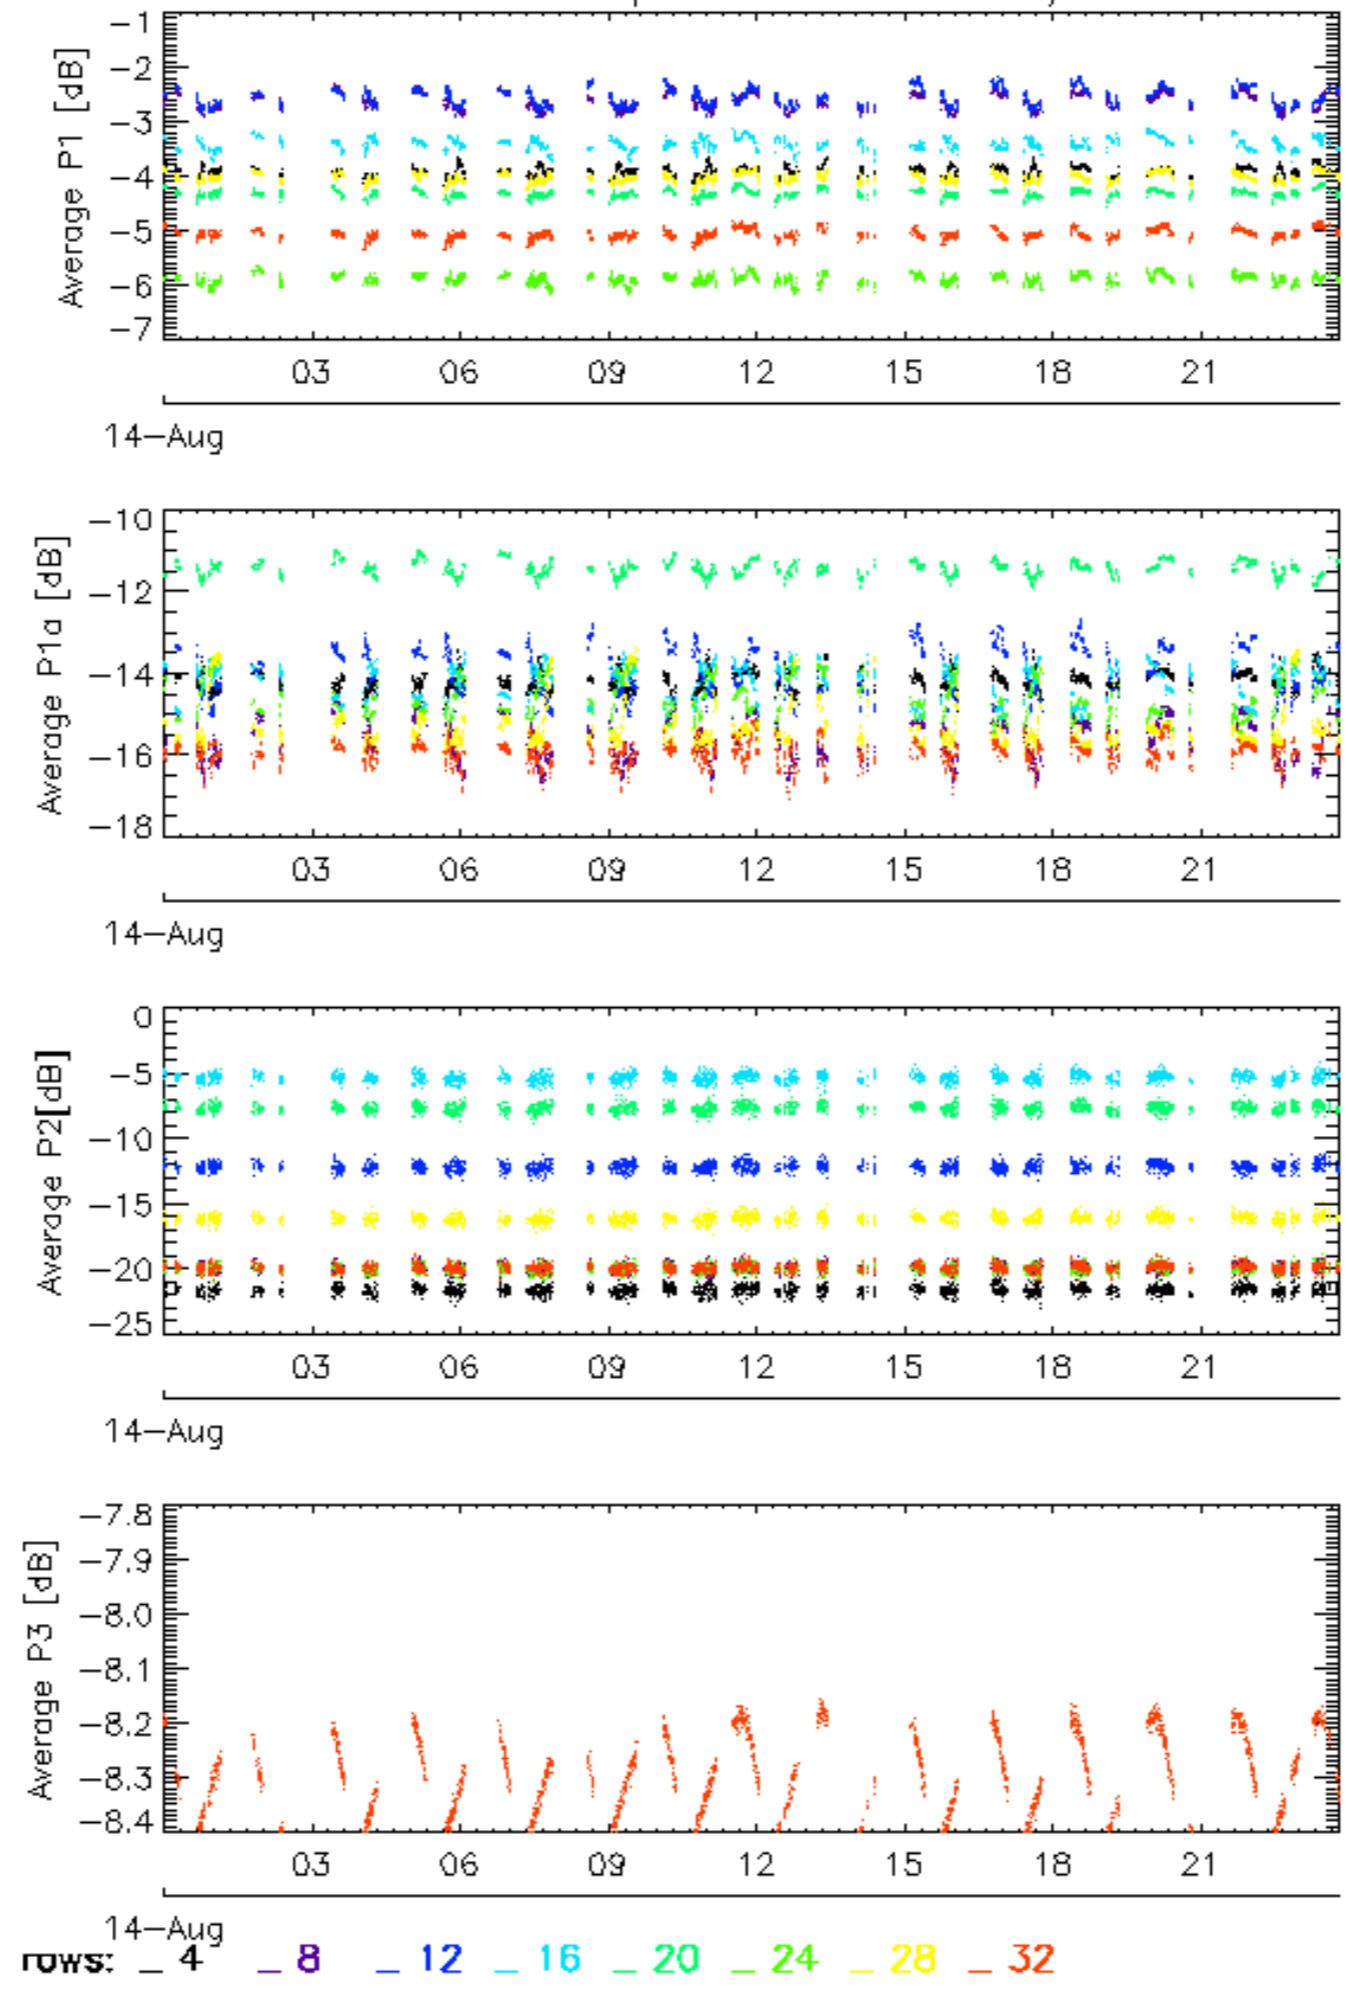 Average P1 [dB]
-1
-2
-3
-4
-5
-6
-7
03 06 09 12 15 18 21
14-Aug
Average P1a [dB]
-10
-12
-14
-16
-18
03 06 09 12 15 18 21
14-Aug
Average P2[dB]
0
-5
-10
-15
-20
-25
03 06 09 12 15 18 21
14-Aug
Average P3 [dB]
-7.8
-7.9
-8.0
-8.1
-8.2
-8.3
-8.4
03 06 09 12 15 18 21
14-Aug
rows: _ 4 _ 8 _ 12 _ 16 _ 20 _ 24 _ 28 _ 32